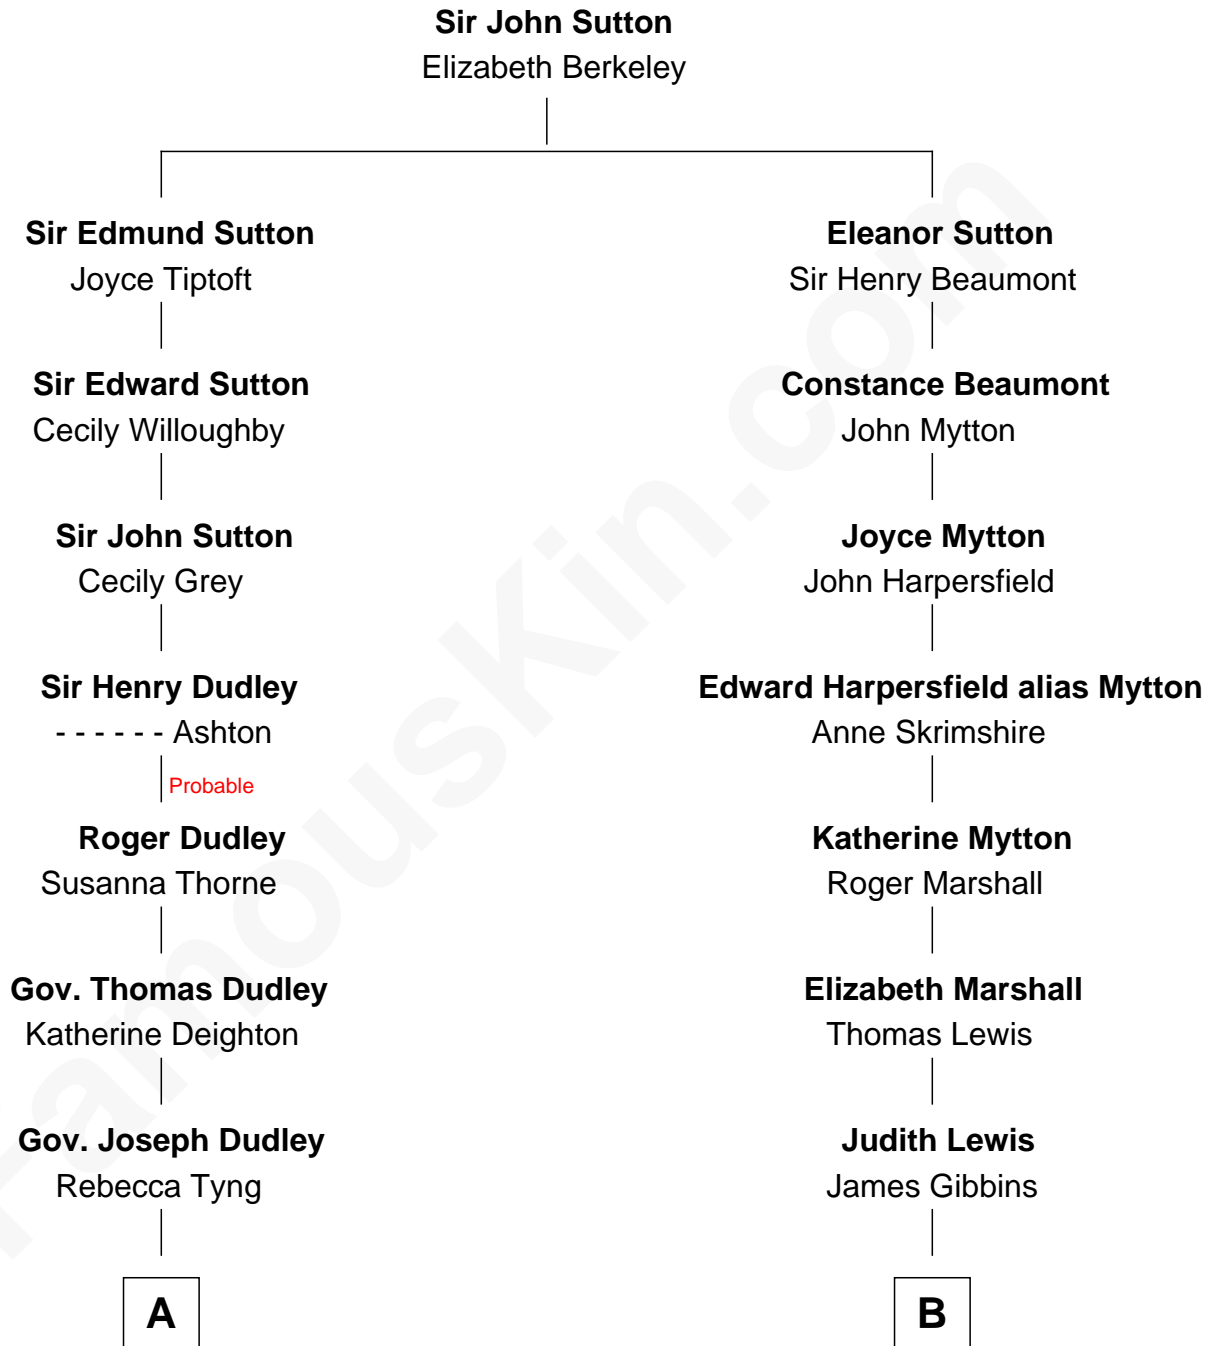 Sir John Sutton
Elizabeth Berkeley
Sir Edmund Sutton
Joyce Tiptoft
Eleanor Sutton
Sir Henry Beaumont
Sir Edward Sutton
Cecily Willoughby
Constance Beaumont
John Mytton
Sir John Sutton
Cecily Grey
Joyce Mytton
John Harpersfield
Sir Henry Dudley
- - - - - - Ashton
Edward Harpersfield alias Mytton
Anne Skrimshire
Probable
Roger Dudley
Susanna Thorne
Katherine Mytton
Roger Marshall
Gov. Thomas Dudley
Katherine Deighton
Elizabeth Marshall
Thomas Lewis
Gov. Joseph Dudley
Rebecca Tyng
Judith Lewis
James Gibbins
A
B
FamousKin.com